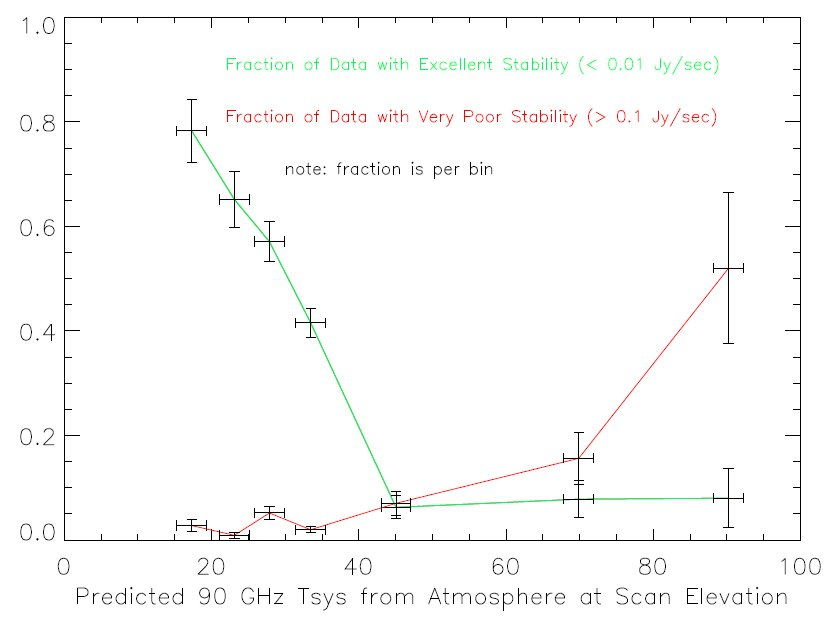 1.0
Fraction of Data with Excellent Stability (< 0.01 Jy/sec)
0.8
Fraction of Data with Very Poor Stability (> 0.1 Jy/sec)
note: fraction is per bin
0.6
0.4
0.2
0.0
0 20 40 60 80 100
Predicted 90 GHz Tsys from Atmosphere at Scan Elevation